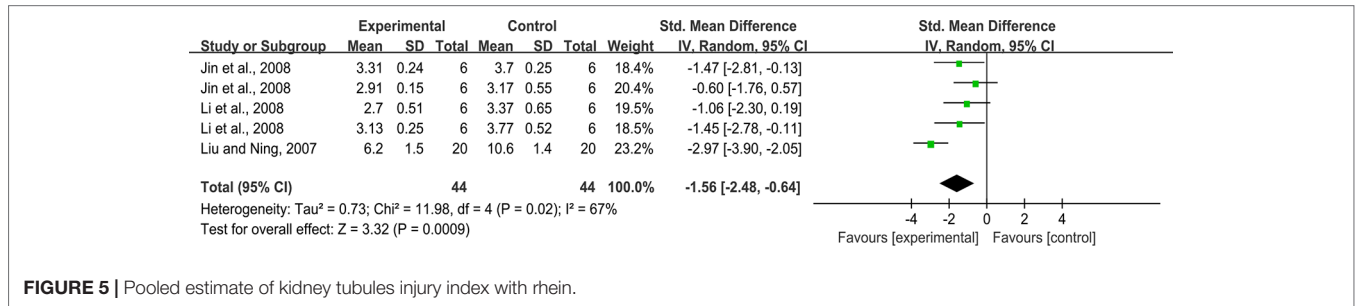 Experimental Control Std. Mean Difference Std. Mean Difference
Study or Subgroup Mean SD Total Mean SD Total Weight IV, Random, 95% CI IV, Random, 95% CI
Jin et al., 2008 3.31 0.24 6 3.7 0.25 6 18.4% -1.47 [-2.81, -0.13]
Jin et al., 2008 2.91 0.15 6 3.17 0.55 6 20.4% -0.60 [-1.76, 0.57]
Li et al., 2008 2.7 0.51 6 3.37 0.65 6 19.5% -1.06 [-2.30, 0.19]
Li et al., 2008 3.13 0.25 6 3.77 0.52 6 18.5% -1.45 [-2.78, -0.11]
Liu and Ning, 2007 6.2 1.5 20 10.6 1.4 20 23.2% -2.97 [-3.90, -2.05]
Total (95% CI) 44 44 100.0% -1.56 [-2.48, -0.64]
Heterogeneity: Tau² = 0.73; Chi² = 11.98, df = 4 (P = 0.02); I² = 67%
Test for overall effect: Z = 3.32 (P = 0.0009)
-4 -2 0 2 4
Favours [experimental] Favours [control]
FIGURE 5 | Pooled estimate of kidney tubules injury index with rhein.